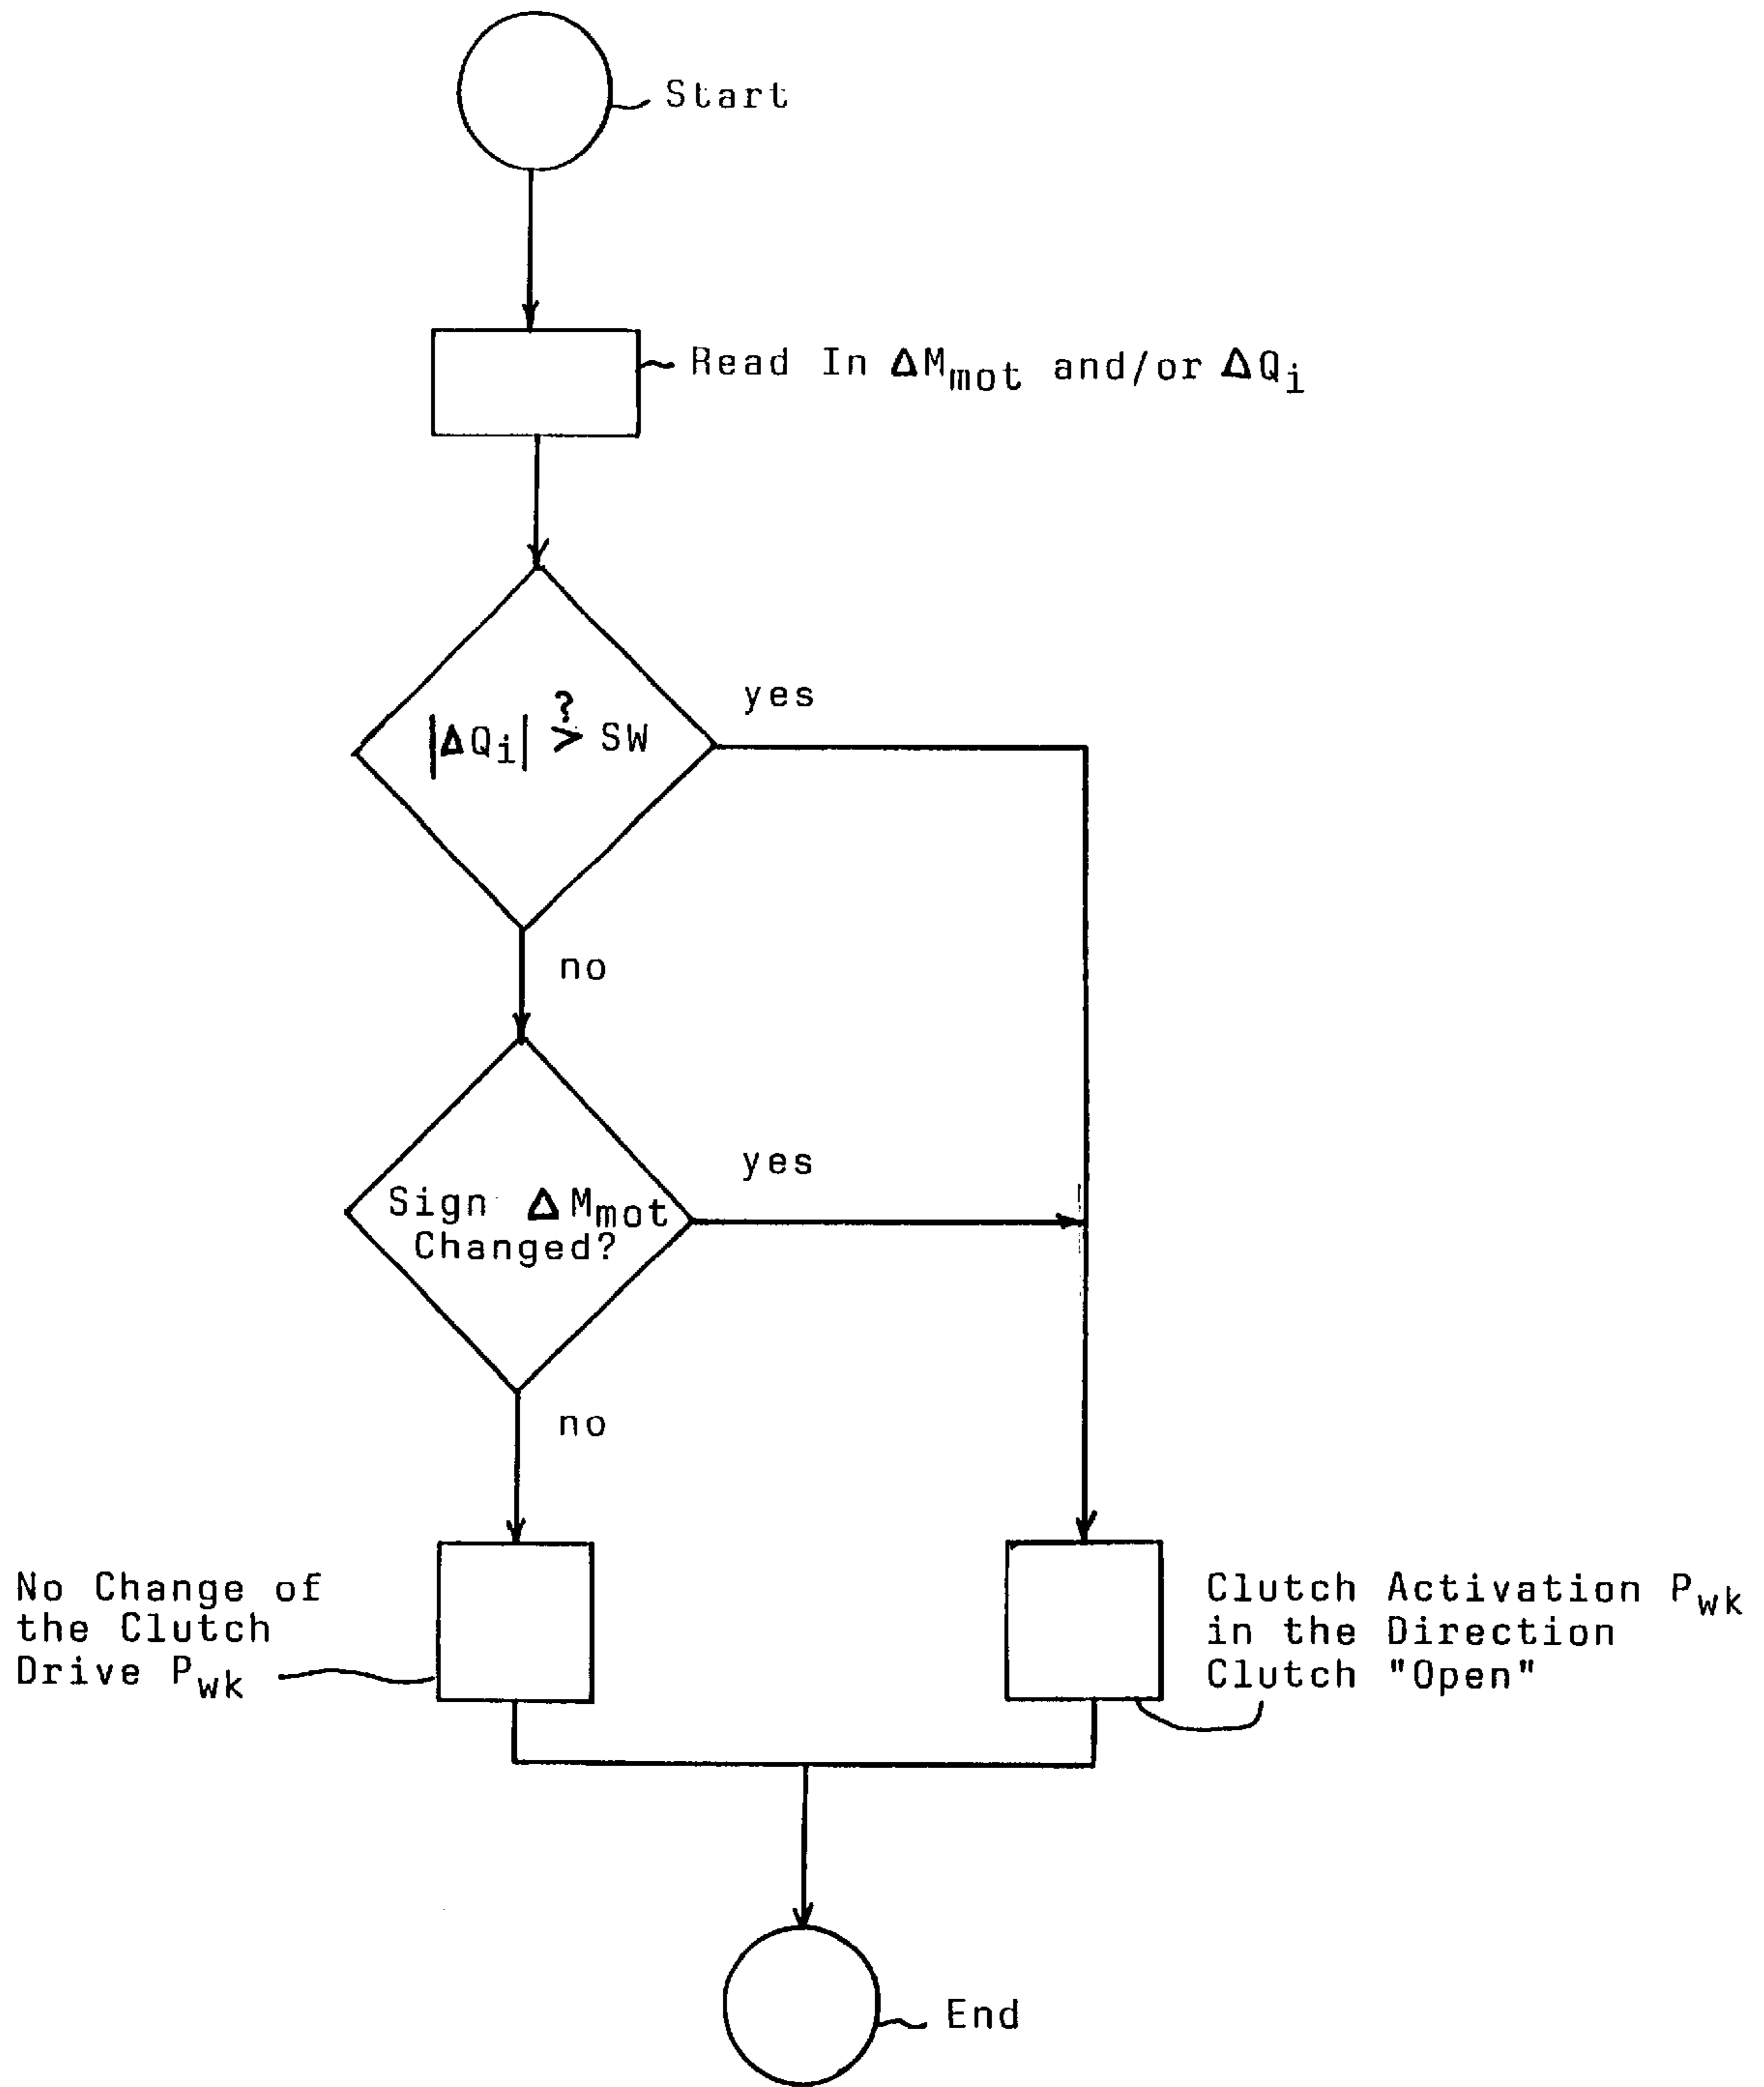 Start
Read In ΔMmot and/or ΔQi
yes
|ΔQi| ? > SW
no
yes
Sign ΔMmot
Changed?
no
No Change of
the Clutch
Drive Pwk
Clutch Activation Pwk
in the Direction
Clutch "Open"
End